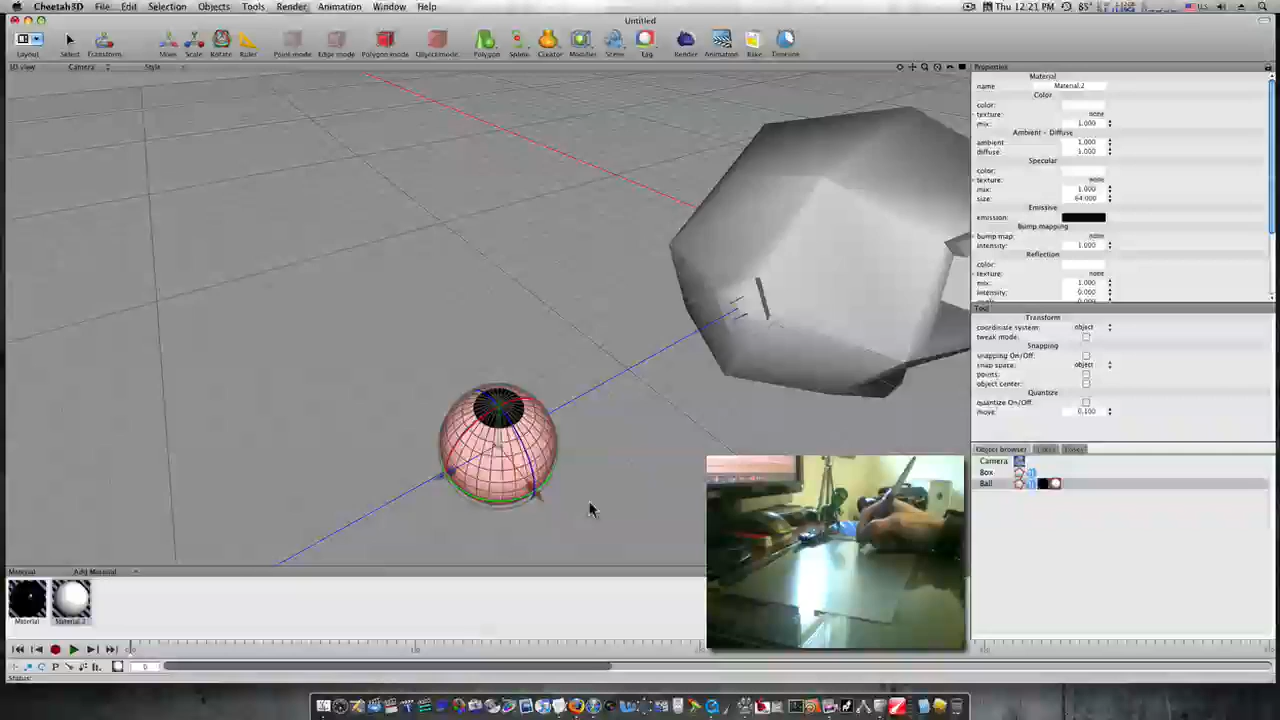 Cheetah3D File Edit Selection Objects Tools Render Animation Window Help Thu 12:21 PM 85°
Untitled
Layout Select Transform Move Scale Rotate Ruler Point mode Edge mode Polygon mode Object mode Polygon Spline Creator Modifier Scene Tag Render Animation Bake
3D view Camera Style Properties
Material
name Material.2
Color
color:
texture: none
mix: 1.000
Ambient - Diffuse
ambient 1.000
diffuse: 1.000
Specular
color:
texture: none
mix: 1.000
size: 64.000
Emissive
emission:
Bump mapping
bump map: none
intensity: 1.000
Reflection
color:
texture: none
mix: 1.000
intensity: 0.000
Tool
Transform
coordinate system: object
tweak mode:
Snapping
snapping On/Off:
snap space: object
points:
object center:
Quantize
quantize On/Off:
move: 0.100
Object browser
Camera
Box
Ball
Material Add Material
Material Material.2
0
Status: